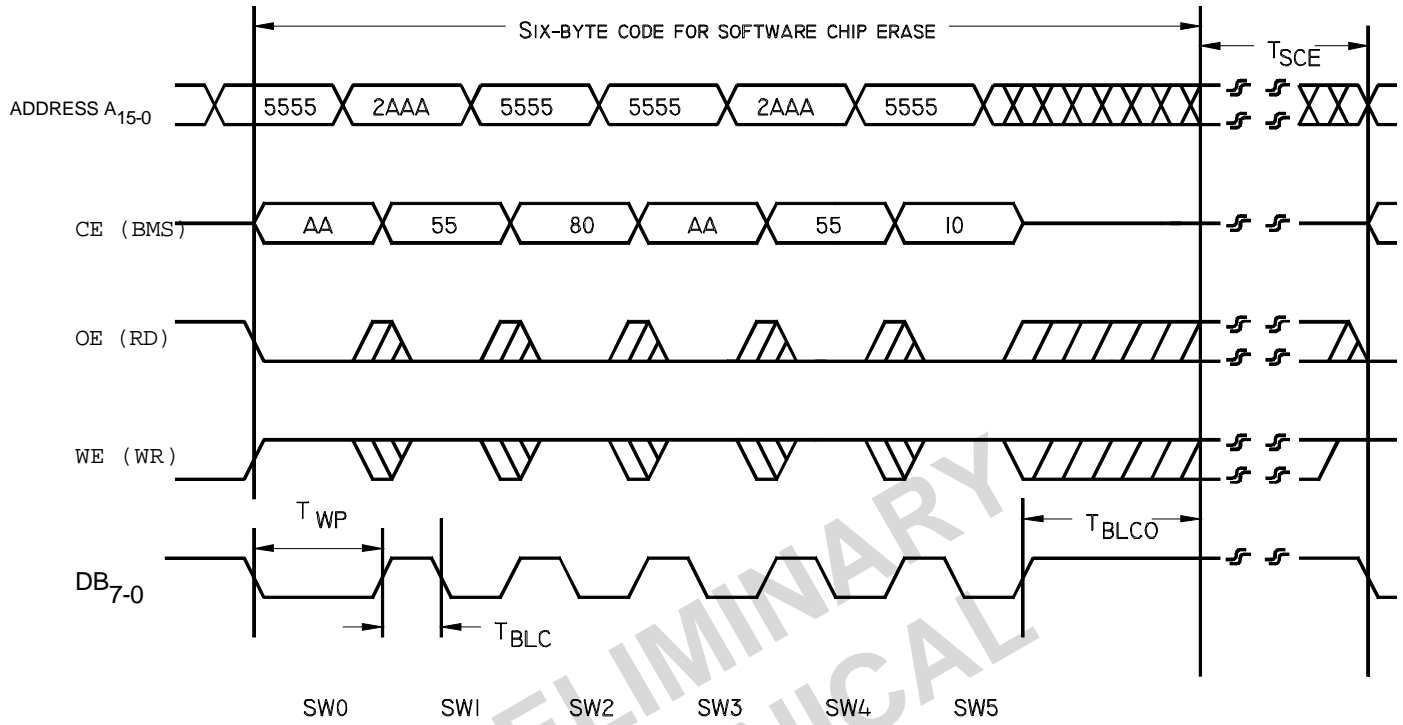 SIX-BYTE CODE FOR SOFTWARE CHIP ERASE
TSCE
ADDRESS A15-0
5555 2AAA 5555 5555 2AAA 5555
CE (BMS)
AA 55 80 AA 55 10
OE (RD)
WE (WR)
TWP
TBLCO
DB7-0
TBLC
SW0 SW1 SW2 SW3 SW4 SW5